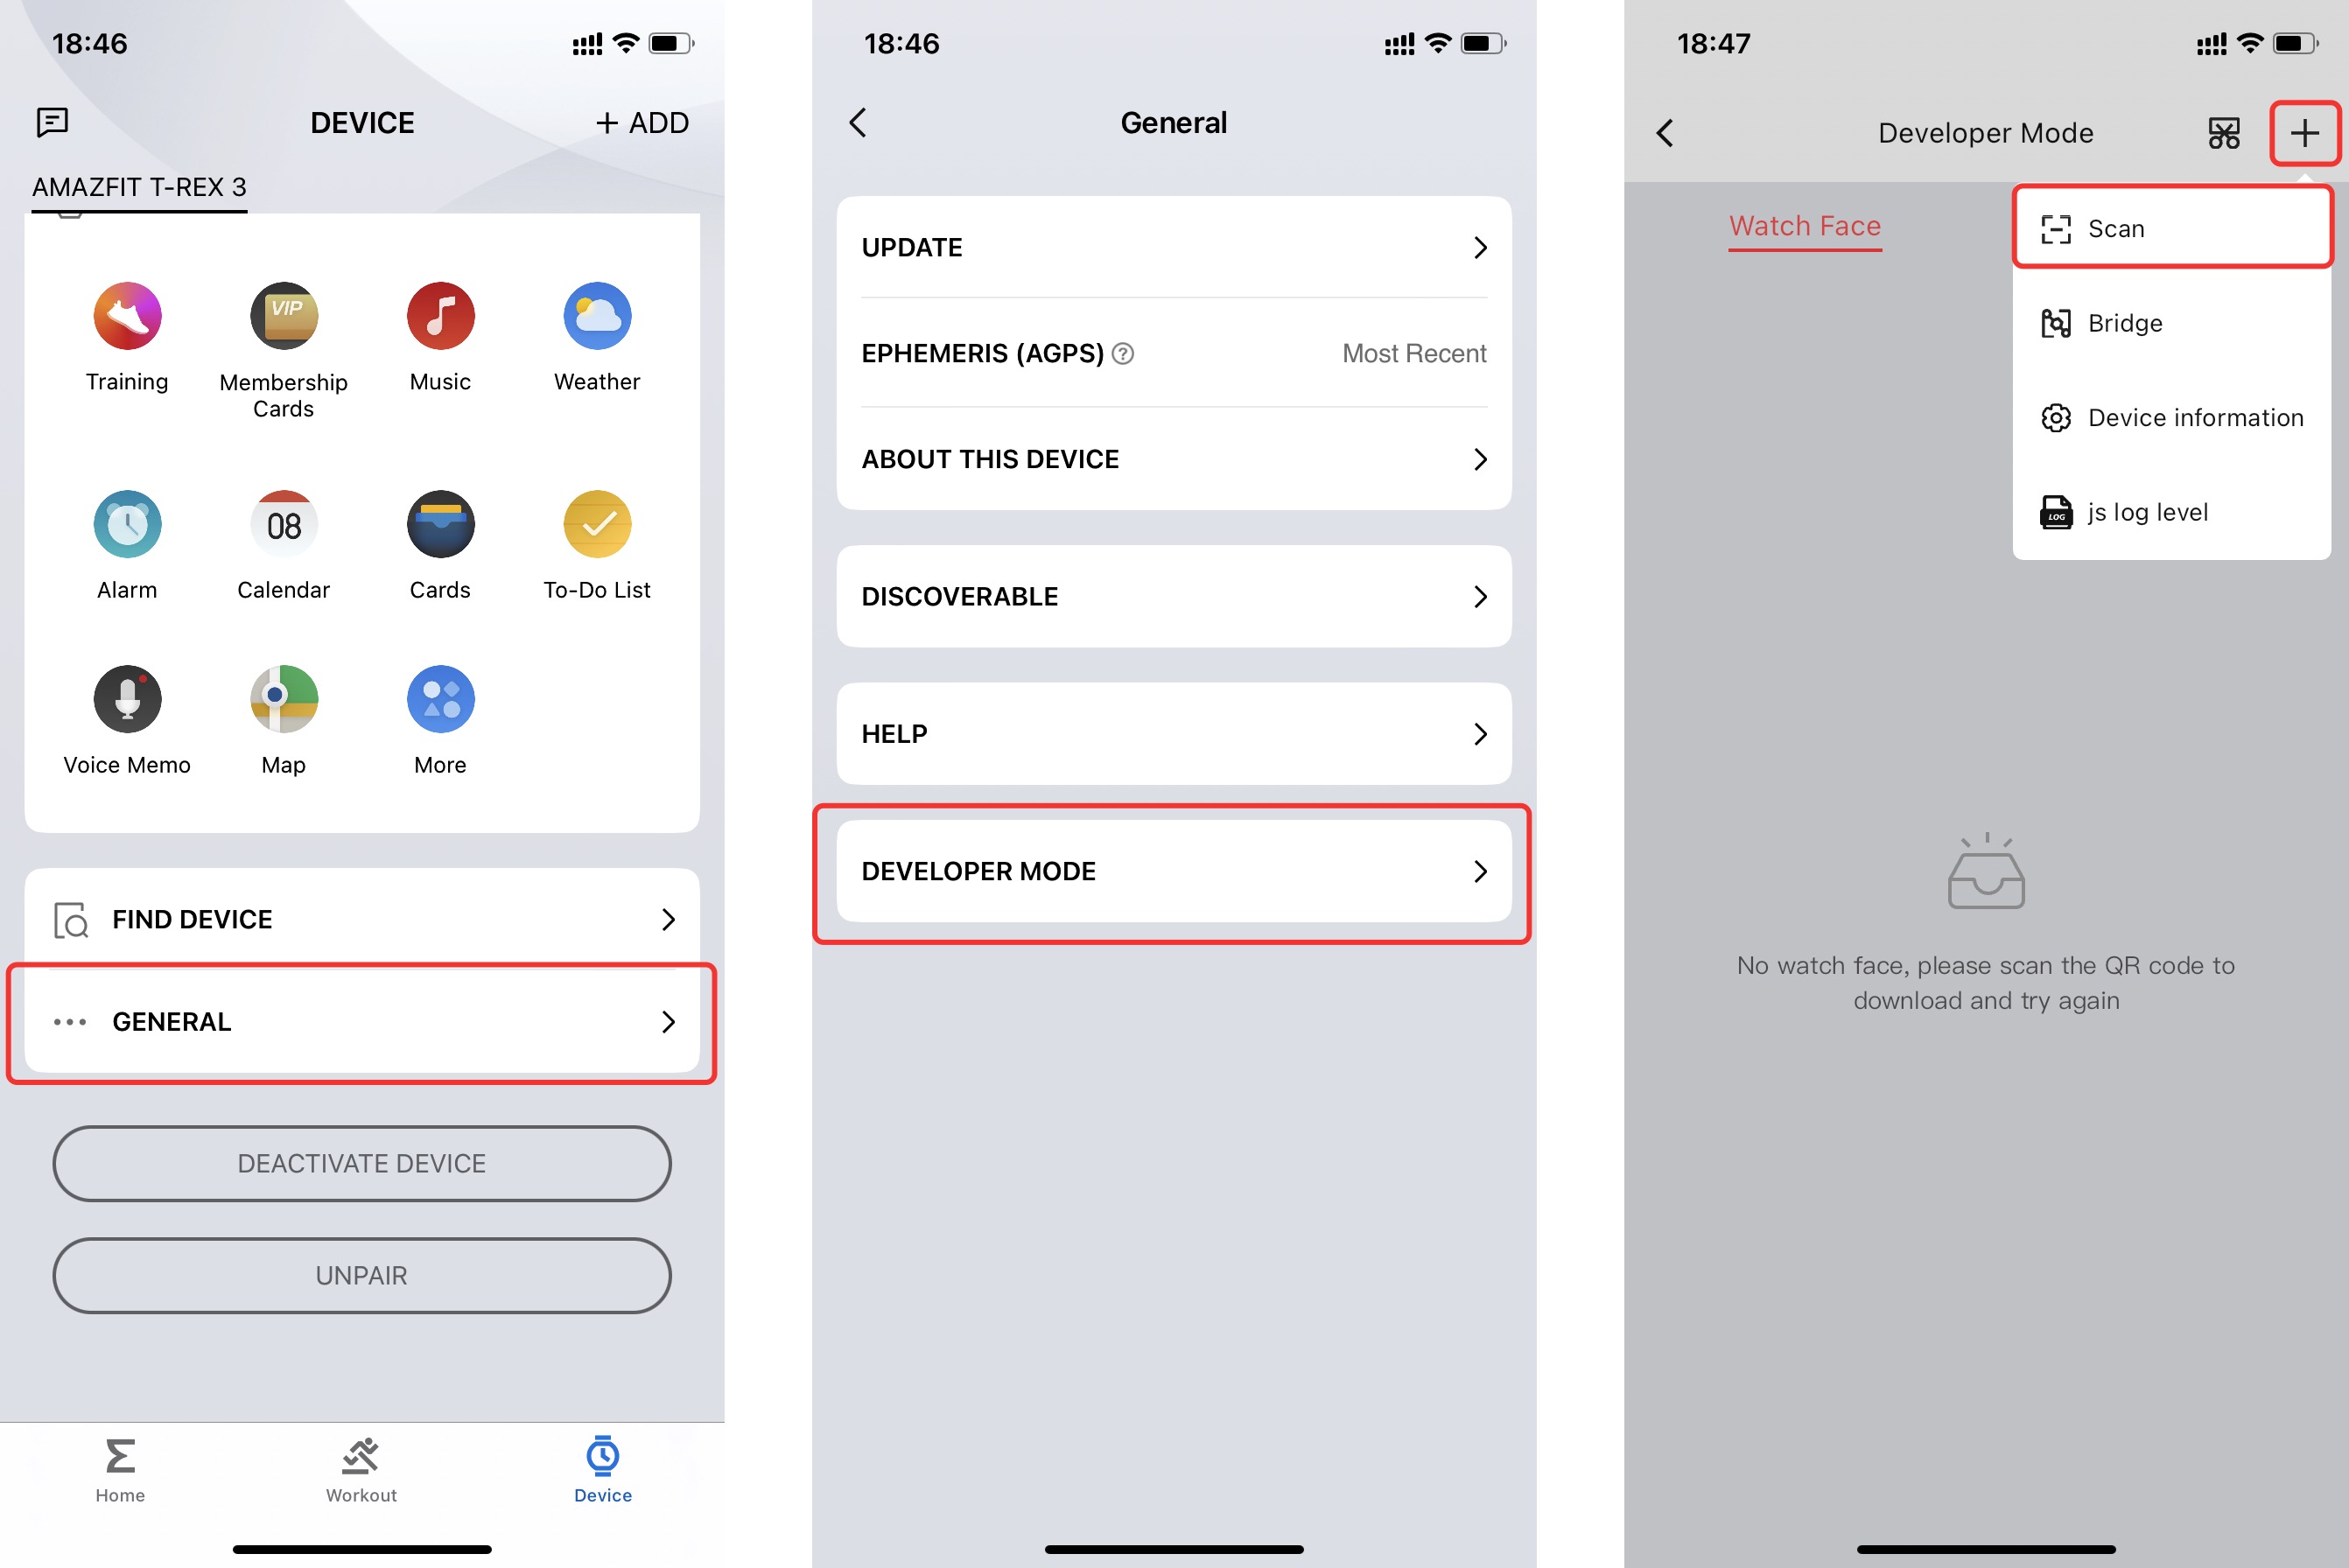 18:46
DEVICE
+ ADD
AMAZFIT T-REX 3
VIP
Training
Membership
Cards
Music
Weather
08
Alarm
Calendar
Cards
To-Do List
Voice Memo
Map
More
FIND DEVICE
GENERAL
DEACTIVATE DEVICE
UNPAIR
Home
Workout
Device
18:46
General
UPDATE
EPHEMERIS (AGPS) ?
Most Recent
ABOUT THIS DEVICE
DISCOVERABLE
HELP
DEVELOPER MODE
18:47
Developer Mode
Watch Face
Scan
Bridge
Device information
LOG
js log level
No watch face, please scan the QR code to
download and try again